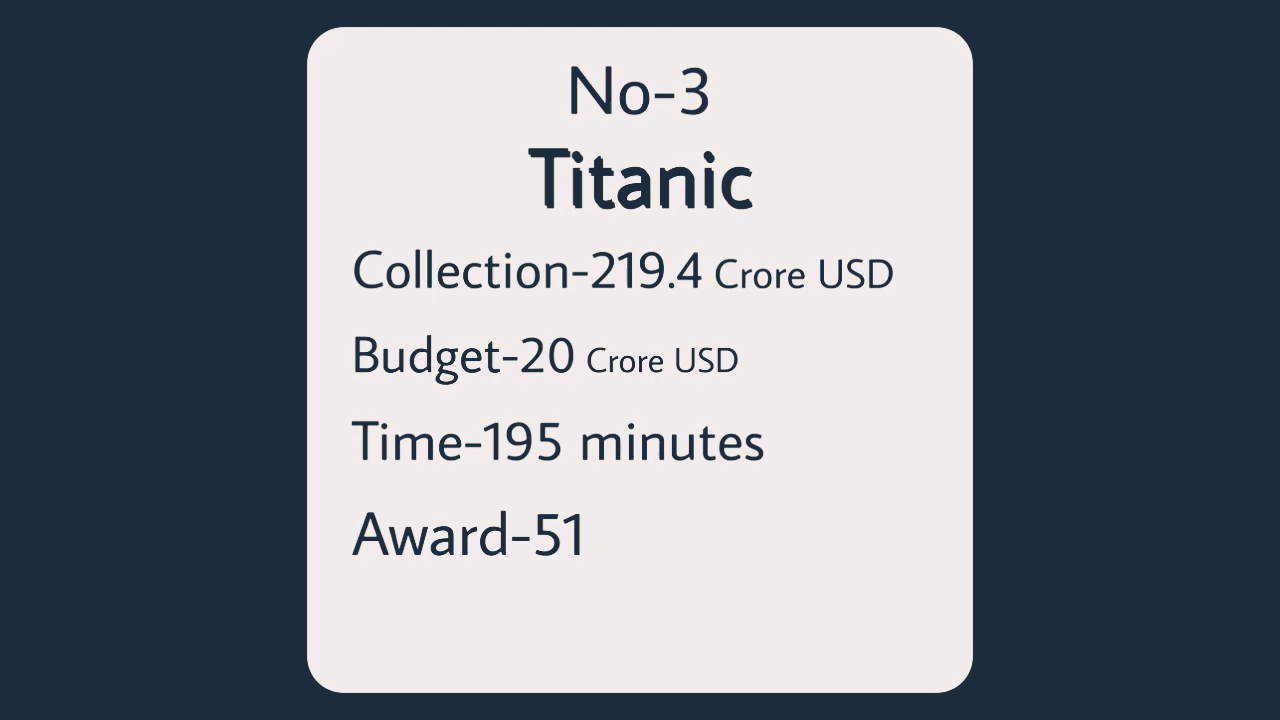 No-3
Titanic
Collection-219.4 Crore USD
Budget-20 Crore USD
Time-195 minutes
Award-51